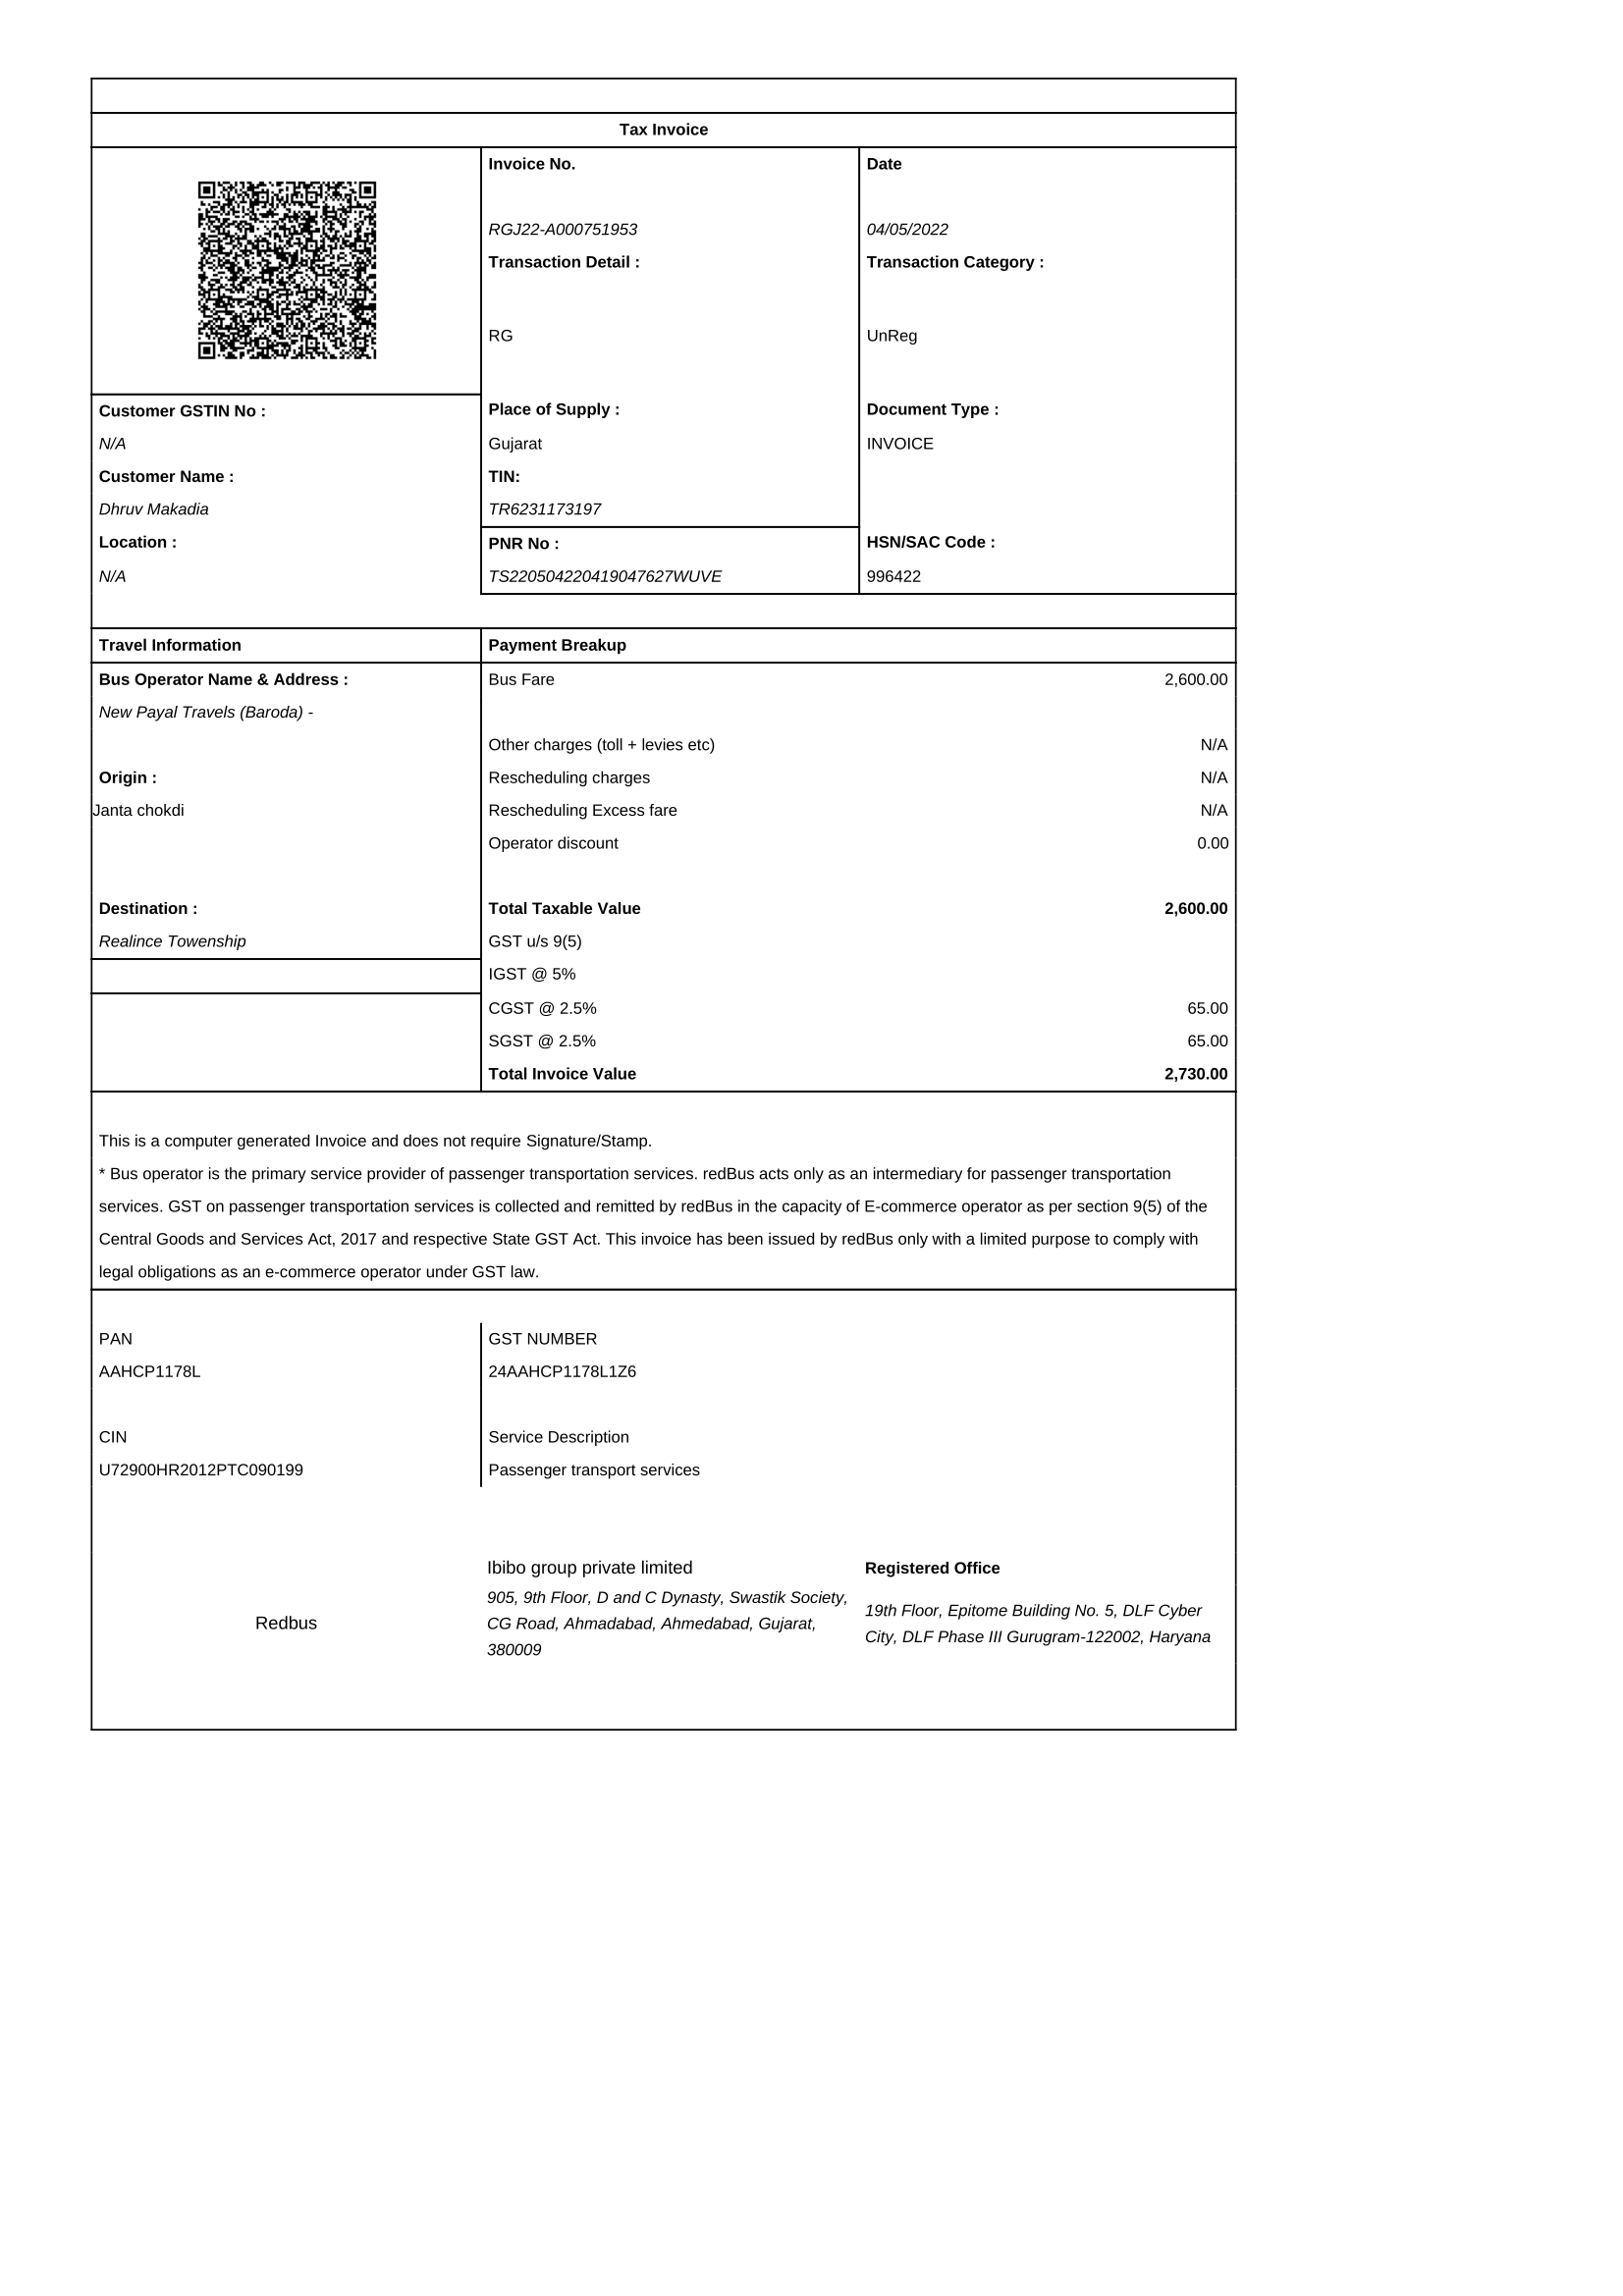 Tax Invoice
Invoice No.
Date
RGJ22-A000751953
04/05/2022
Transaction Detail :
Transaction Category :
RG
UnReg
Customer GSTIN No :
Place of Supply :
Document Type :
N/A
Gujarat
INVOICE
Customer Name :
TIN:
Dhruv Makadia
TR6231173197
Location :
PNR No :
HSN/SAC Code :
N/A
TS220504220419047627WUVE
996422
Travel Information
Payment Breakup
Bus Operator Name & Address :
Bus Fare 2,600.00
New Payal Travels (Baroda) -
Other charges (toll + levies etc) N/A
Origin :
Rescheduling charges N/A
Janta chokdi
Rescheduling Excess fare N/A
Operator discount 0.00
Destination :
Total Taxable Value 2,600.00
Realince Towenship
GST u/s 9(5)
IGST @ 5%
CGST @ 2.5% 65.00
SGST @ 2.5% 65.00
Total Invoice Value 2,730.00
This is a computer generated Invoice and does not require Signature/Stamp.
* Bus operator is the primary service provider of passenger transportation services. redBus acts only as an intermediary for passenger transportation
services. GST on passenger transportation services is collected and remitted by redBus in the capacity of E-commerce operator as per section 9(5) of the
Central Goods and Services Act, 2017 and respective State GST Act. This invoice has been issued by redBus only with a limited purpose to comply with
legal obligations as an e-commerce operator under GST law.
PAN
GST NUMBER
AAHCP1178L
24AAHCP1178L1Z6
CIN
Service Description
U72900HR2012PTC090199
Passenger transport services
Redbus
Ibibo group private limited
905, 9th Floor, D and C Dynasty, Swastik Society,
CG Road, Ahmadabad, Ahmedabad, Gujarat,
380009
Registered Office
19th Floor, Epitome Building No. 5, DLF Cyber
City, DLF Phase III Gurugram-122002, Haryana